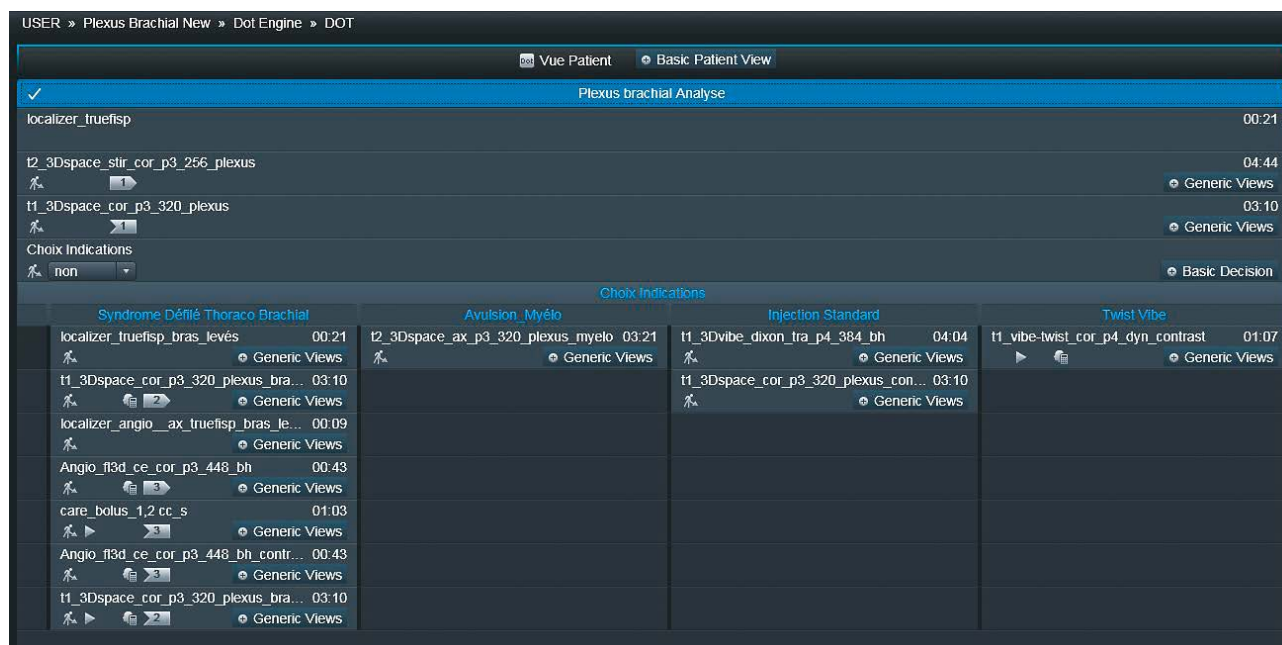 USER » Plexus Brachial New » Dot Engine » DOT
Dot Vue Patient Basic Patient View
Plexus brachial Analyse
localizer_truefisp 00:21
t2_3Dspace_stir_cor_p3_256_plexus 04:44
1 Generic Views
t1_3Dspace_cor_p3_320_plexus 03:10
1 Generic Views
Choix Indications
non Basic Decision
Choix Indications
Syndrome Défilé Thoraco Brachial Avulsion_Myélo Injection Standard Twist Vibe
localizer_truefisp_bras_levés 00:21 t2_3Dspace_ax_p3_320_plexus_myelo 03:21 t1_3Dvibe_dixon_tra_p4_384_bh 04:04 t1_vibe-twist_cor_p4_dyn_contrast 01:07
Generic Views Generic Views Generic Views Generic Views
t1_3Dspace_cor_p3_320_plexus_bra... 03:10 t1_3Dspace_cor_p3_320_plexus_con... 03:10
2 Generic Views Generic Views
localizer_angio__ax_truefisp_bras_le... 00:09
Generic Views
Angio_fl3d_ce_cor_p3_448_bh 00:43
3 Generic Views
care_bolus_1,2 cc_s 01:03
3 Generic Views
Angio_fl3d_ce_cor_p3_448_bh_contr... 00:43
3 Generic Views
t1_3Dspace_cor_p3_320_plexus_bra... 03:10
2 Generic Views